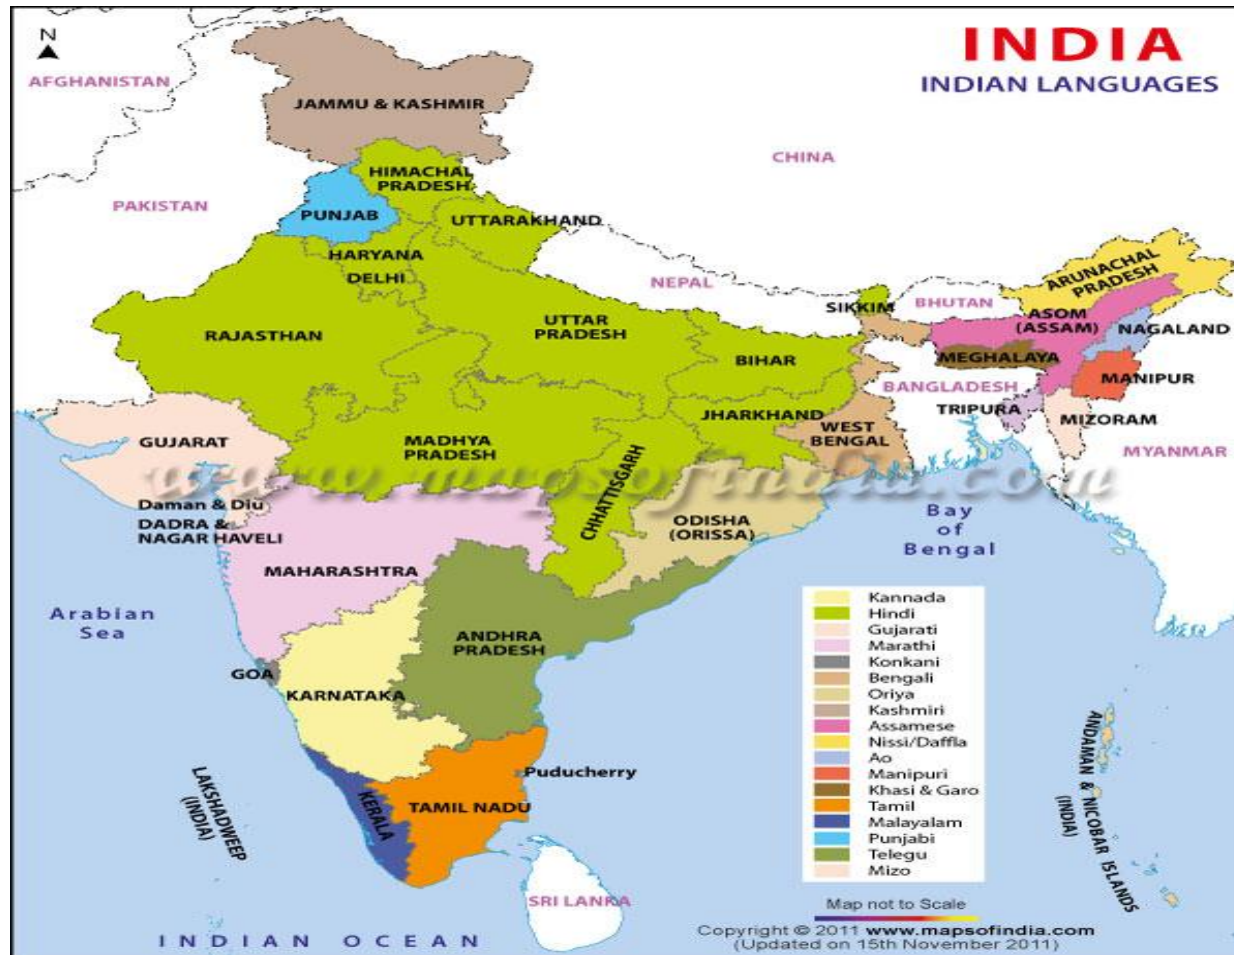 N
INDIA
INDIAN LANGUAGES
AFGHANISTAN
JAMMU & KASHMIR
CHINA
HIMACHAL
PRADESH
PAKISTAN
PUNJAB
UTTARAKHAND
HARYANA
DELHI
NEPAL
ARUNACHAL
PRADESH
SIKKIM
BHUTAN
ASOM
(ASSAM)
NAGALAND
RAJASTHAN
UTTAR
PRADESH
BIHAR
MEGHALAYA
BANGLADESH
MANIPUR
TRIPURA
MIZORAM
JHARKHAND
WEST
BENGAL
GUJARAT
MADHYA
PRADESH
MYANMAR
www.mapsofindia.com
CHHATTISGARH
Daman & Diu
DADRA &
NAGAR HAVELI
ODISHA
(ORISSA)
Bay
of
Bengal
MAHARASHTRA
Arabian
Sea
ANDHRA
PRADESH
GOA
KARNATAKA
Kannada
Hindi
Gujarati
Marathi
Konkani
Bengali
Oriya
Kashmiri
Assamese
Nissi/Daffla
Ao
Manipuri
Khasi & Garo
Tamil
Malayalam
Punjabi
Telegu
Mizo
Puducherry
LAKSHADWEEP
(INDIA)
KERALA
TAMIL NADU
ANDAMAN & NICOBAR ISLANDS
(INDIA)
SRI LANKA
INDIAN OCEAN
Map not to Scale
Copyright © 2011 www.mapsofindia.com
(Updated on 15th November 2011)